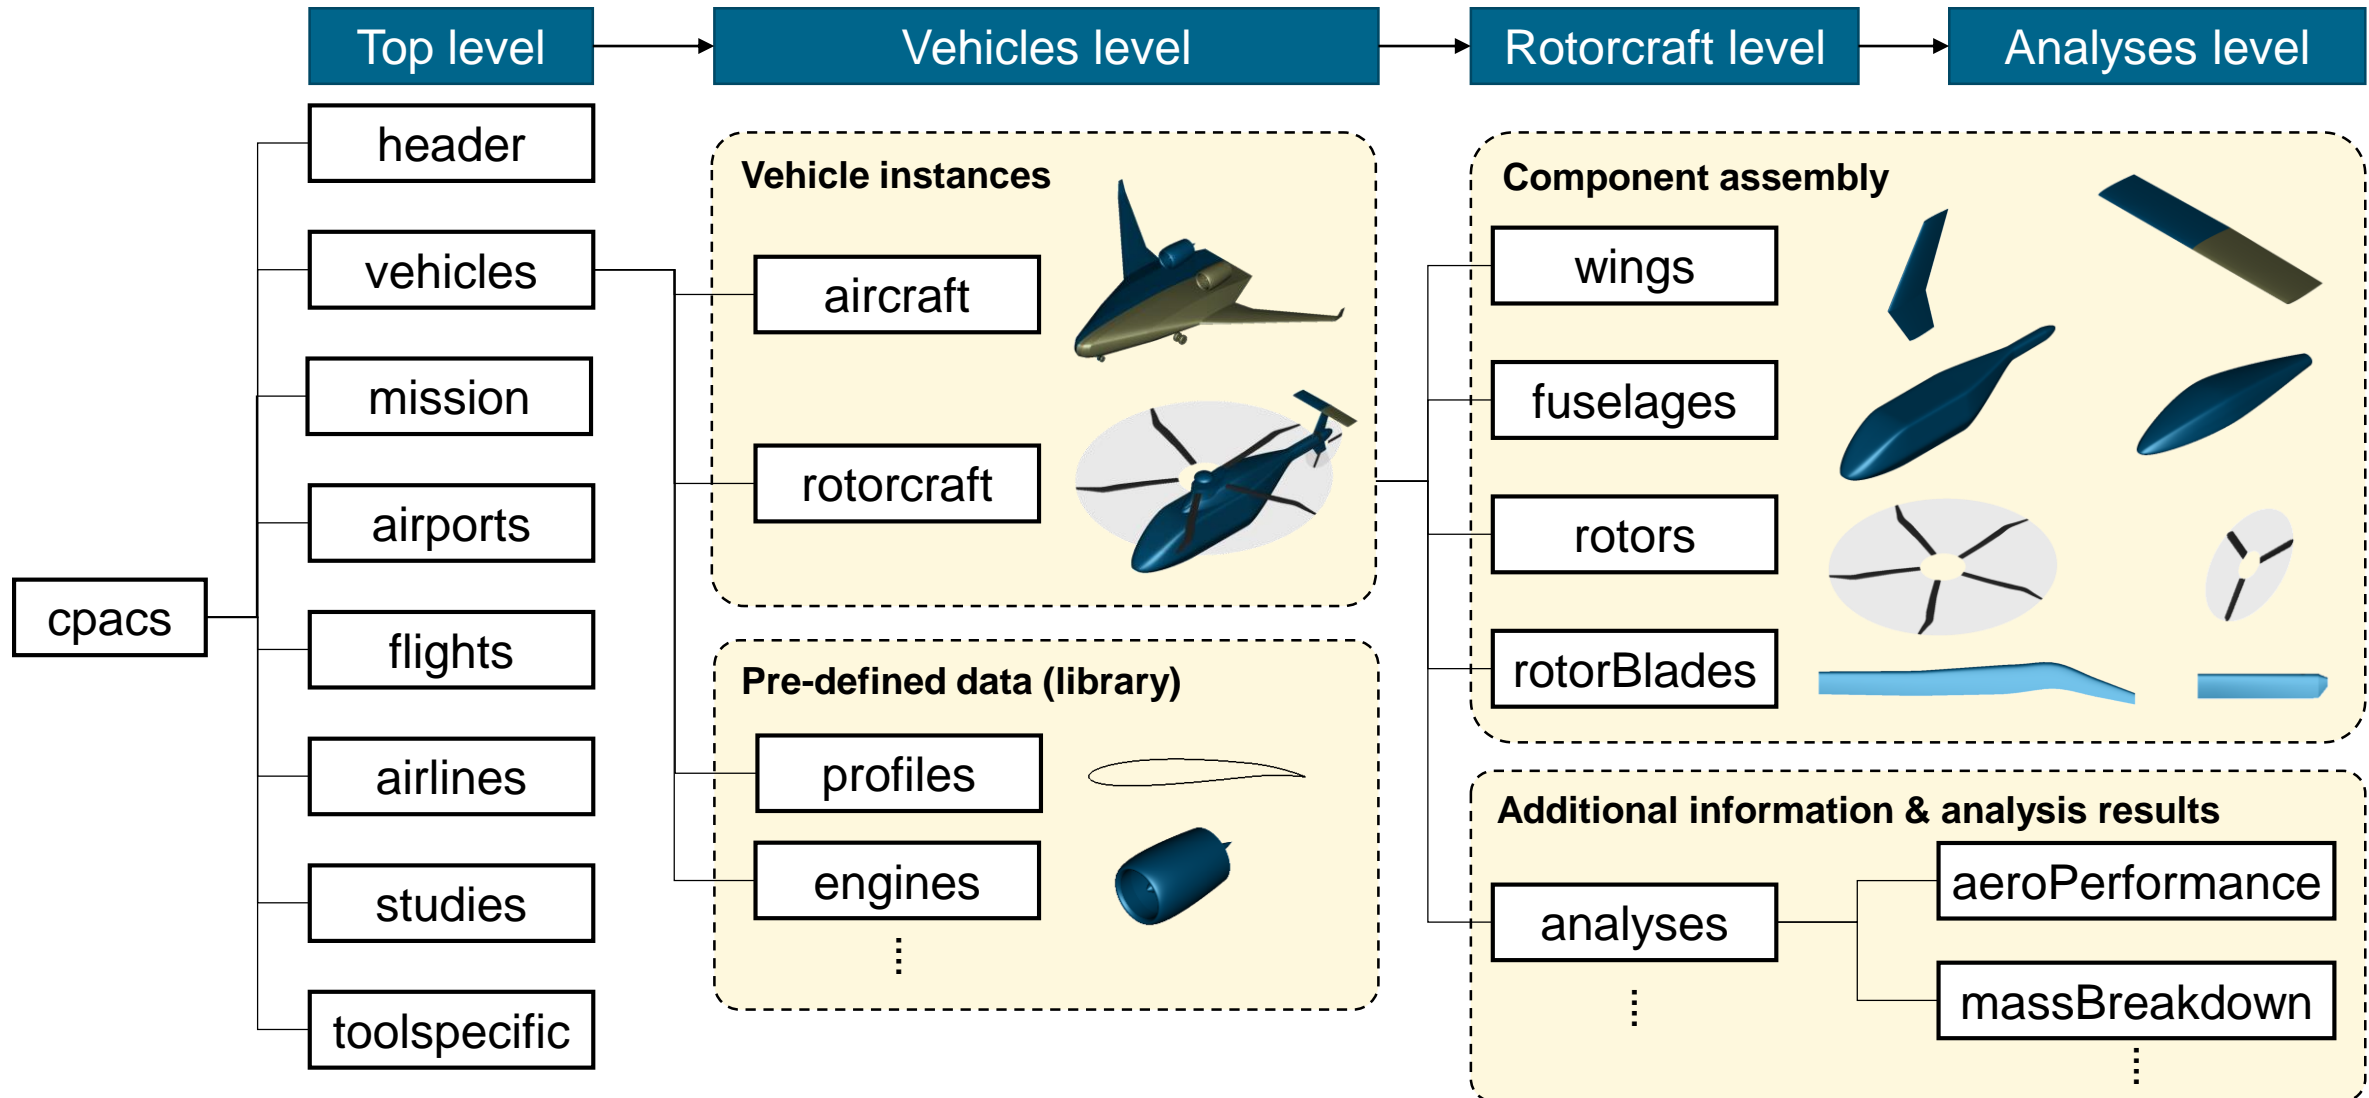 Top level
Vehicles level
Rotorcraft level
Analyses level
cpacs
header
vehicles
mission
airports
flights
airlines
studies
toolspecific
Vehicle instances
aircraft
rotorcraft
Pre-defined data (library)
profiles
engines
Component assembly
wings
fuselages
rotors
rotorBlades
Additional information & analysis results
analyses
aeroPerformance
massBreakdown